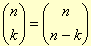 (n k) = (n n − k)